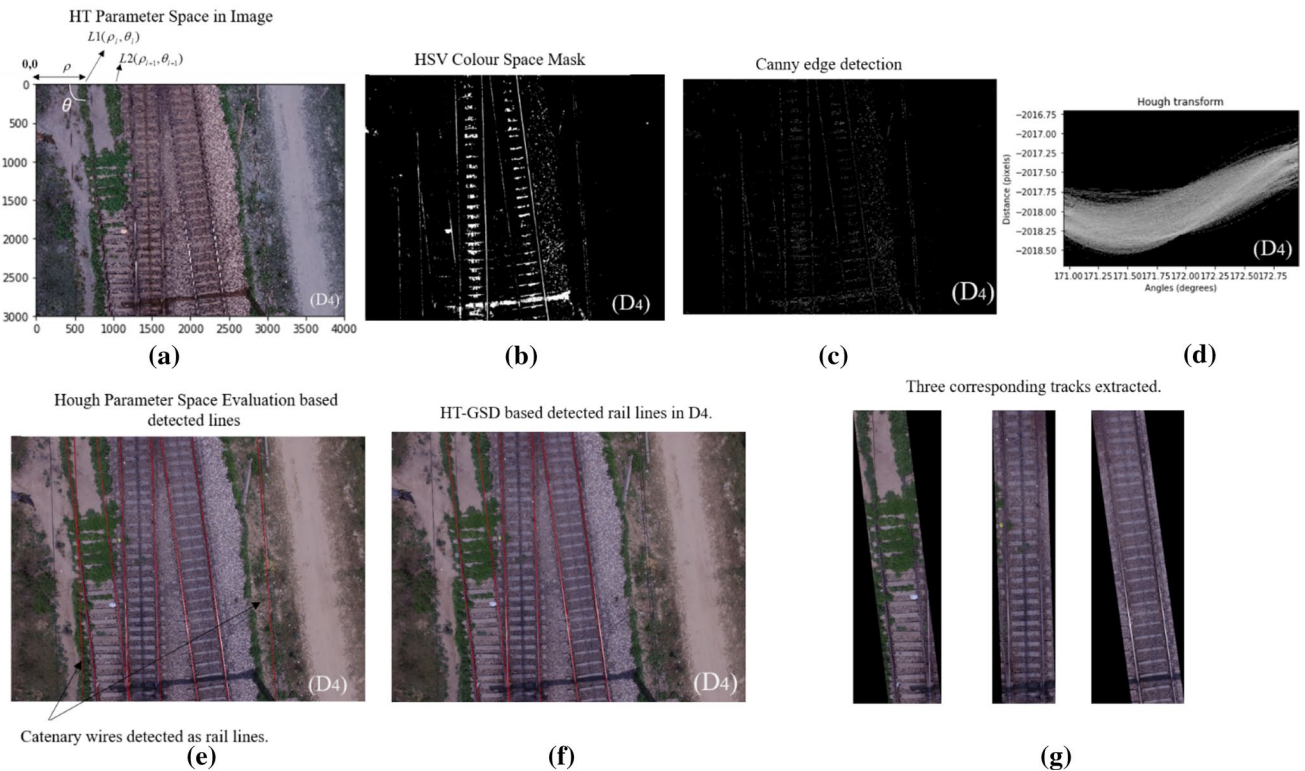 HT Parameter Space in Image
L1(ρᵢ,θᵢ)
0,0
ρ
L2(ρᵢ₊₁,θᵢ₊₁)
θ
0
500
1000
1500
2000
2500
3000
0 500 1000 1500 2000 2500 3000 3500 4000
(D4)
(a)
HSV Colour Space Mask
(D4)
(b)
Canny edge detection
(D4)
(c)
Hough transform
Distance (pixels)
−2016.75
−2017.00
−2017.25
−2017.50
−2017.75
−2018.00
−2018.25
−2018.50
171.00 171.25 171.50 171.75 172.00 172.25 172.50 172.75
Angles (degrees)
(D4)
(d)
Hough Parameter Space Evaluation based
detected lines
(D4)
Catenary wires detected as rail lines.
(e)
HT-GSD based detected rail lines in D4.
(D4)
(f)
Three corresponding tracks extracted.
(g)